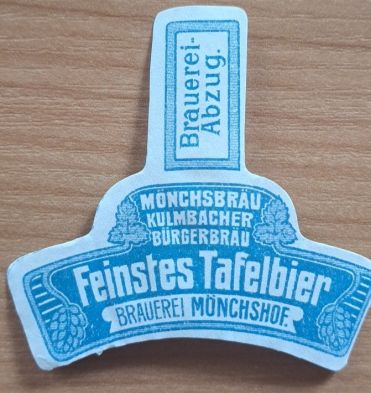 Brauerei-
Abzug.
MÖNCHSBRÄU
KULMBACHER
BÜRGERBRÄU
Feinstes Tafelbier
BRAUEREI MÖNCHSHOF.